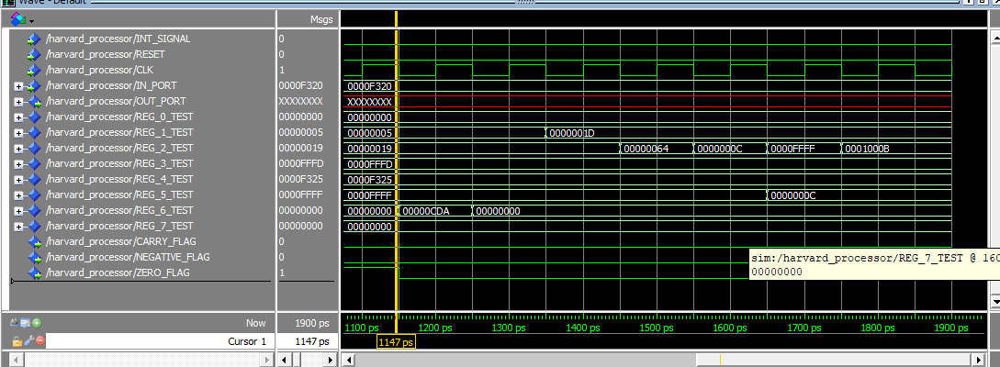 Wave - Default
Msgs
/harvard_processor/INT_SIGNAL 0
/harvard_processor/RESET 0
/harvard_processor/CLK 1
/harvard_processor/IN_PORT 0000F320 0000F320
/harvard_processor/OUT_PORT XXXXXXXX XXXXXXXX
/harvard_processor/REG_0_TEST 00000000 00000000
/harvard_processor/REG_1_TEST 00000005 00000005 0000001D
/harvard_processor/REG_2_TEST 00000019 00000019 00000064 0000000C 0000FFFF 0001000B
/harvard_processor/REG_3_TEST 0000FFFD 0000FFFD
/harvard_processor/REG_4_TEST 0000F325 0000F325
/harvard_processor/REG_5_TEST 0000FFFF 0000FFFF 0000000C
/harvard_processor/REG_6_TEST 00000000 00000000 00000CDA 00000000
/harvard_processor/REG_7_TEST 00000000 00000000
/harvard_processor/CARRY_FLAG 0
/harvard_processor/NEGATIVE_FLAG 0
sim:/harvard_processor/REG_7_TEST @ 160
/harvard_processor/ZERO_FLAG 1
00000000
Now 1900 ps 1100 ps 1200 ps 1300 ps 1400 ps 1500 ps 1600 ps 1700 ps 1800 ps 1900 ps
Cursor 1 1147 ps 1147 ps